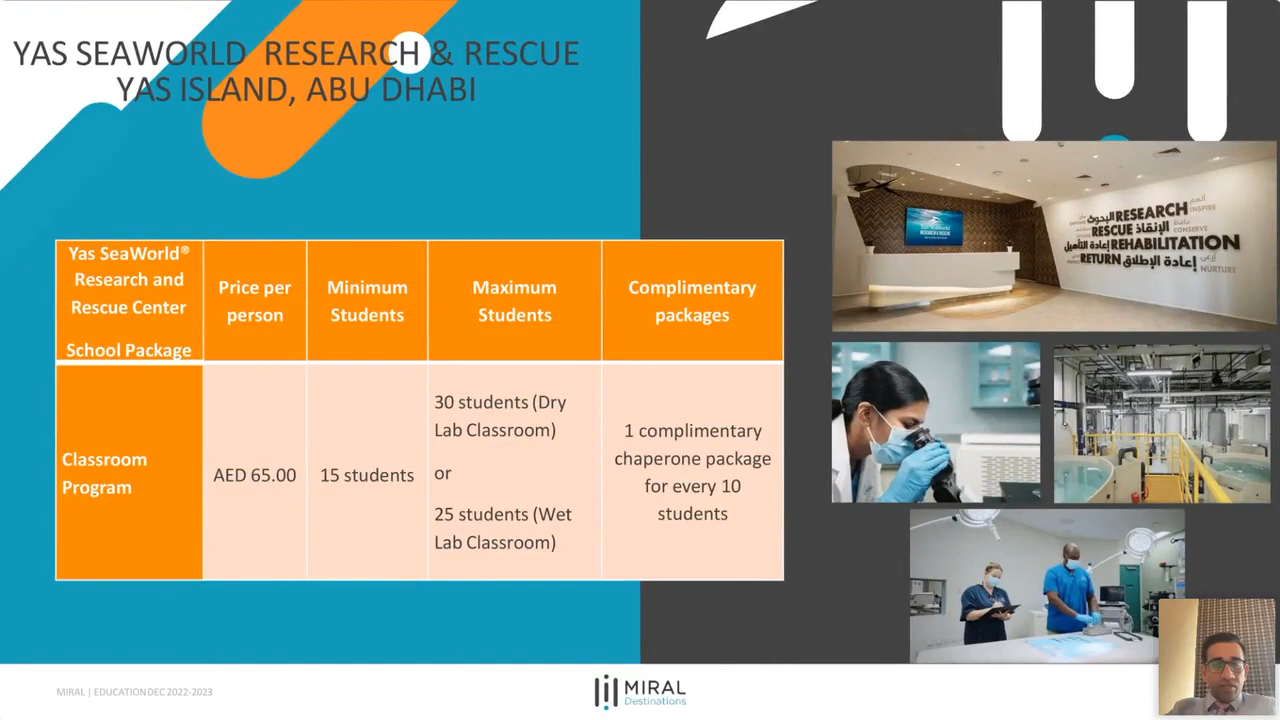 YAS SEAWORLD RESEARCH & RESCUE
YAS ISLAND, ABU DHABI
Yas SeaWorld®
Research and
Rescue Center
School Package
Price per
person
Minimum
Students
Maximum
Students
Complimentary
packages
Classroom
Program
AED 65.00
15 students
30 students (Dry
Lab Classroom)
or
25 students (Wet
Lab Classroom)
1 complimentary
chaperone package
for every 10
students
البحوث RESEARCH INSPIRE
RESCUE الإنقاذ CONSERVE
إعادة التأهيل REHABILITATION
RETURN إعادة الإطلاق
NURTURE
MIRAL | EDUCATION DEC 2022-2023
MIRAL
Destinations